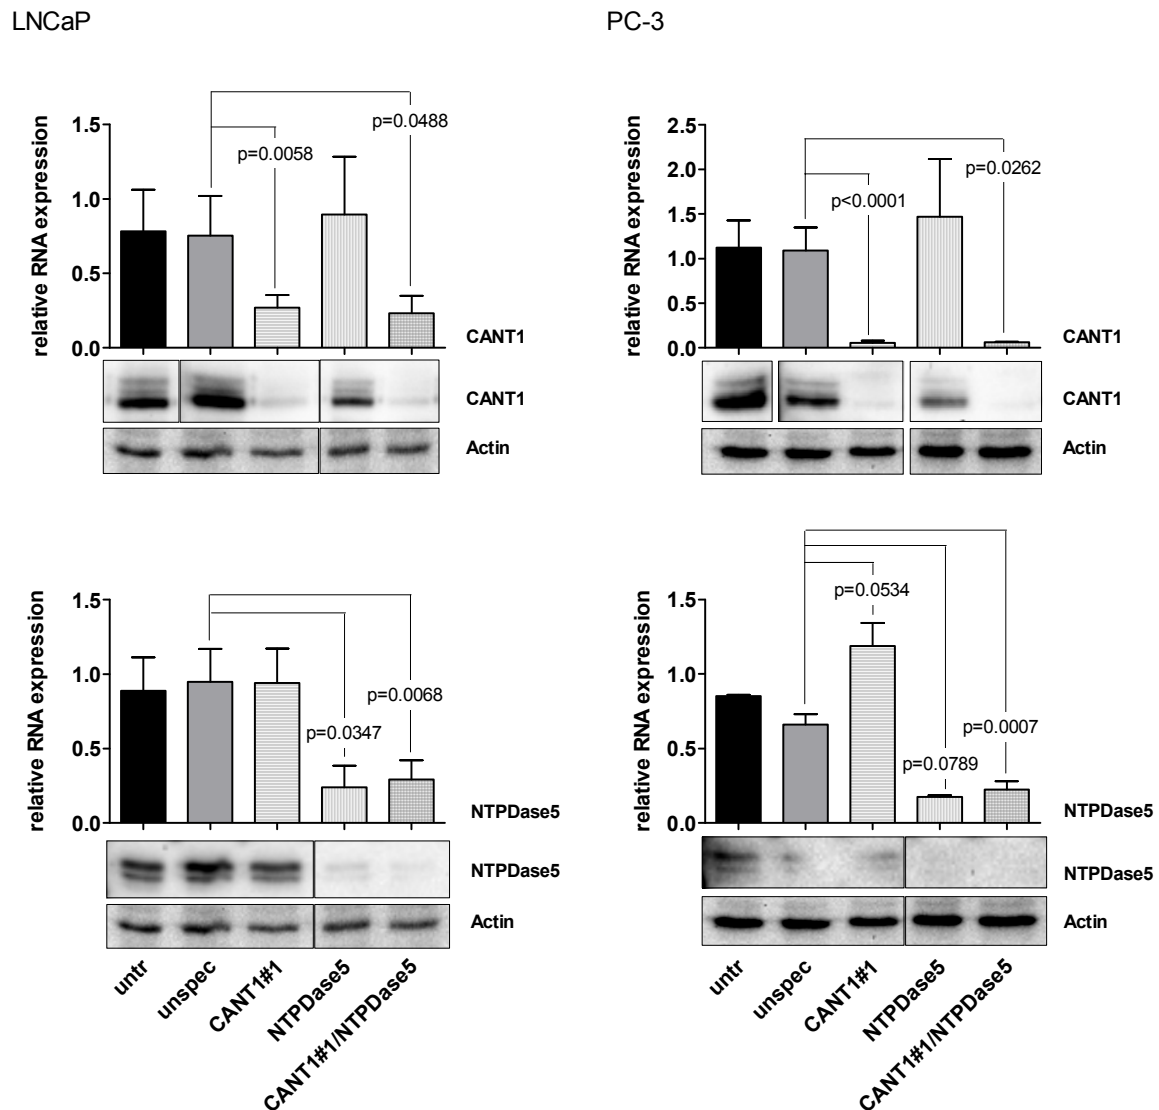 LNCaP
PC-3
p=0.0488
p=0.0058
1.5
1.0
0.5
0.0
relative RNA expression
CANT1
CANT1
Actin
p=0.0262
p<0.0001
2.5
2.0
1.5
1.0
0.5
0.0
relative RNA expression
CANT1
CANT1
Actin
p=0.0068
p=0.0347
1.5
1.0
0.5
0.0
relative RNA expression
NTPDase5
NTPDase5
Actin
untr
unspec
CANT1#1
NTPDase5
CANT1#1/NTPDase5
p=0.0534
p=0.0007
p=0.0789
1.5
1.0
0.5
0.0
relative RNA expression
NTPDase5
NTPDase5
Actin
untr
unspec
CANT1#1
NTPDase5
CANT1#1/NTPDase5